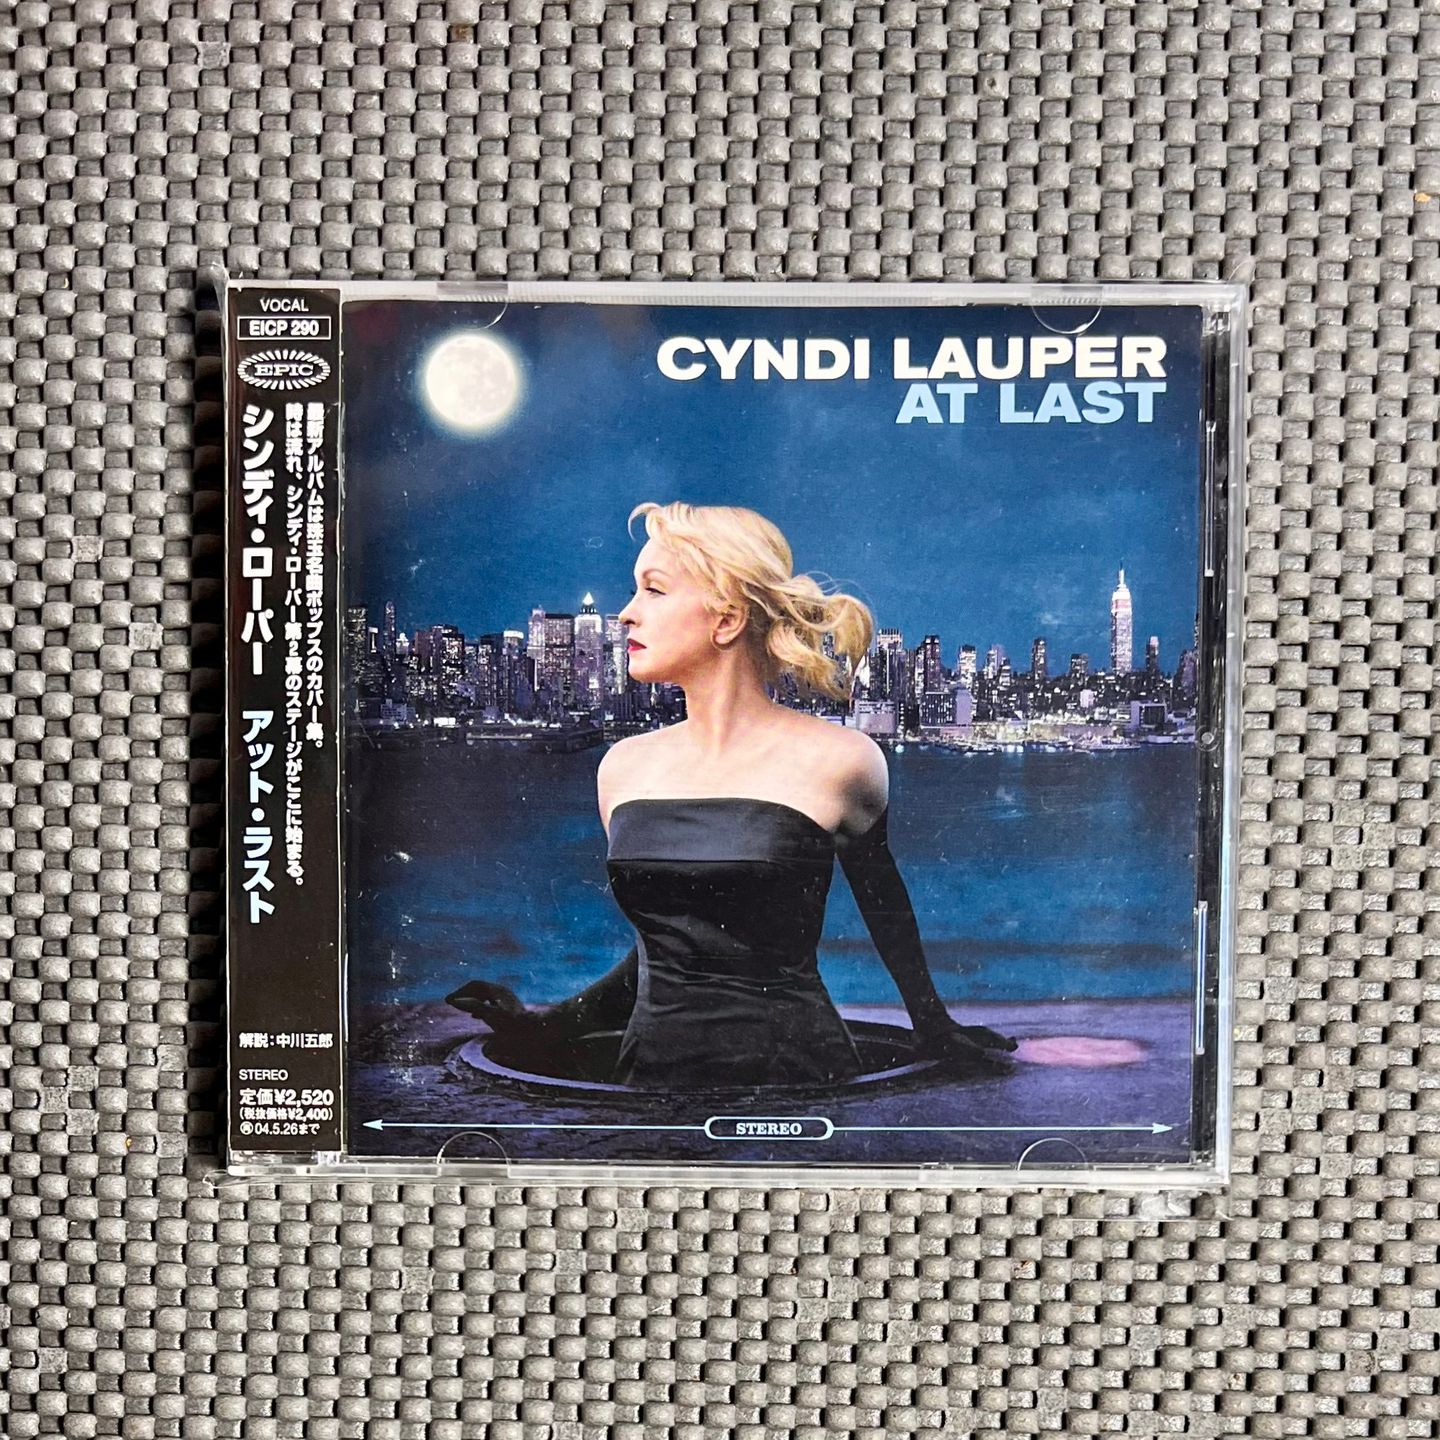 VOCAL
EICP 290
EPIC
最新アルバムは珠玉名曲ポップスのカバー集。
時は流れ、シンディ・ローパー第2幕のステージがここに始まる。
シンディ・ローパー アット・ラスト
解説:中川五郎
STEREO
定価¥2,520
(税抜価格¥2,400)
再04.5.26まで
CYNDI LAUPER
AT LAST
STEREO